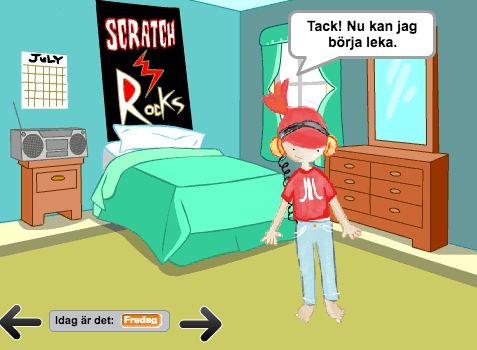 SCRATCH
Rocks
JULY
Tack! Nu kan jag
börja leka.
Idag är det: Fredag